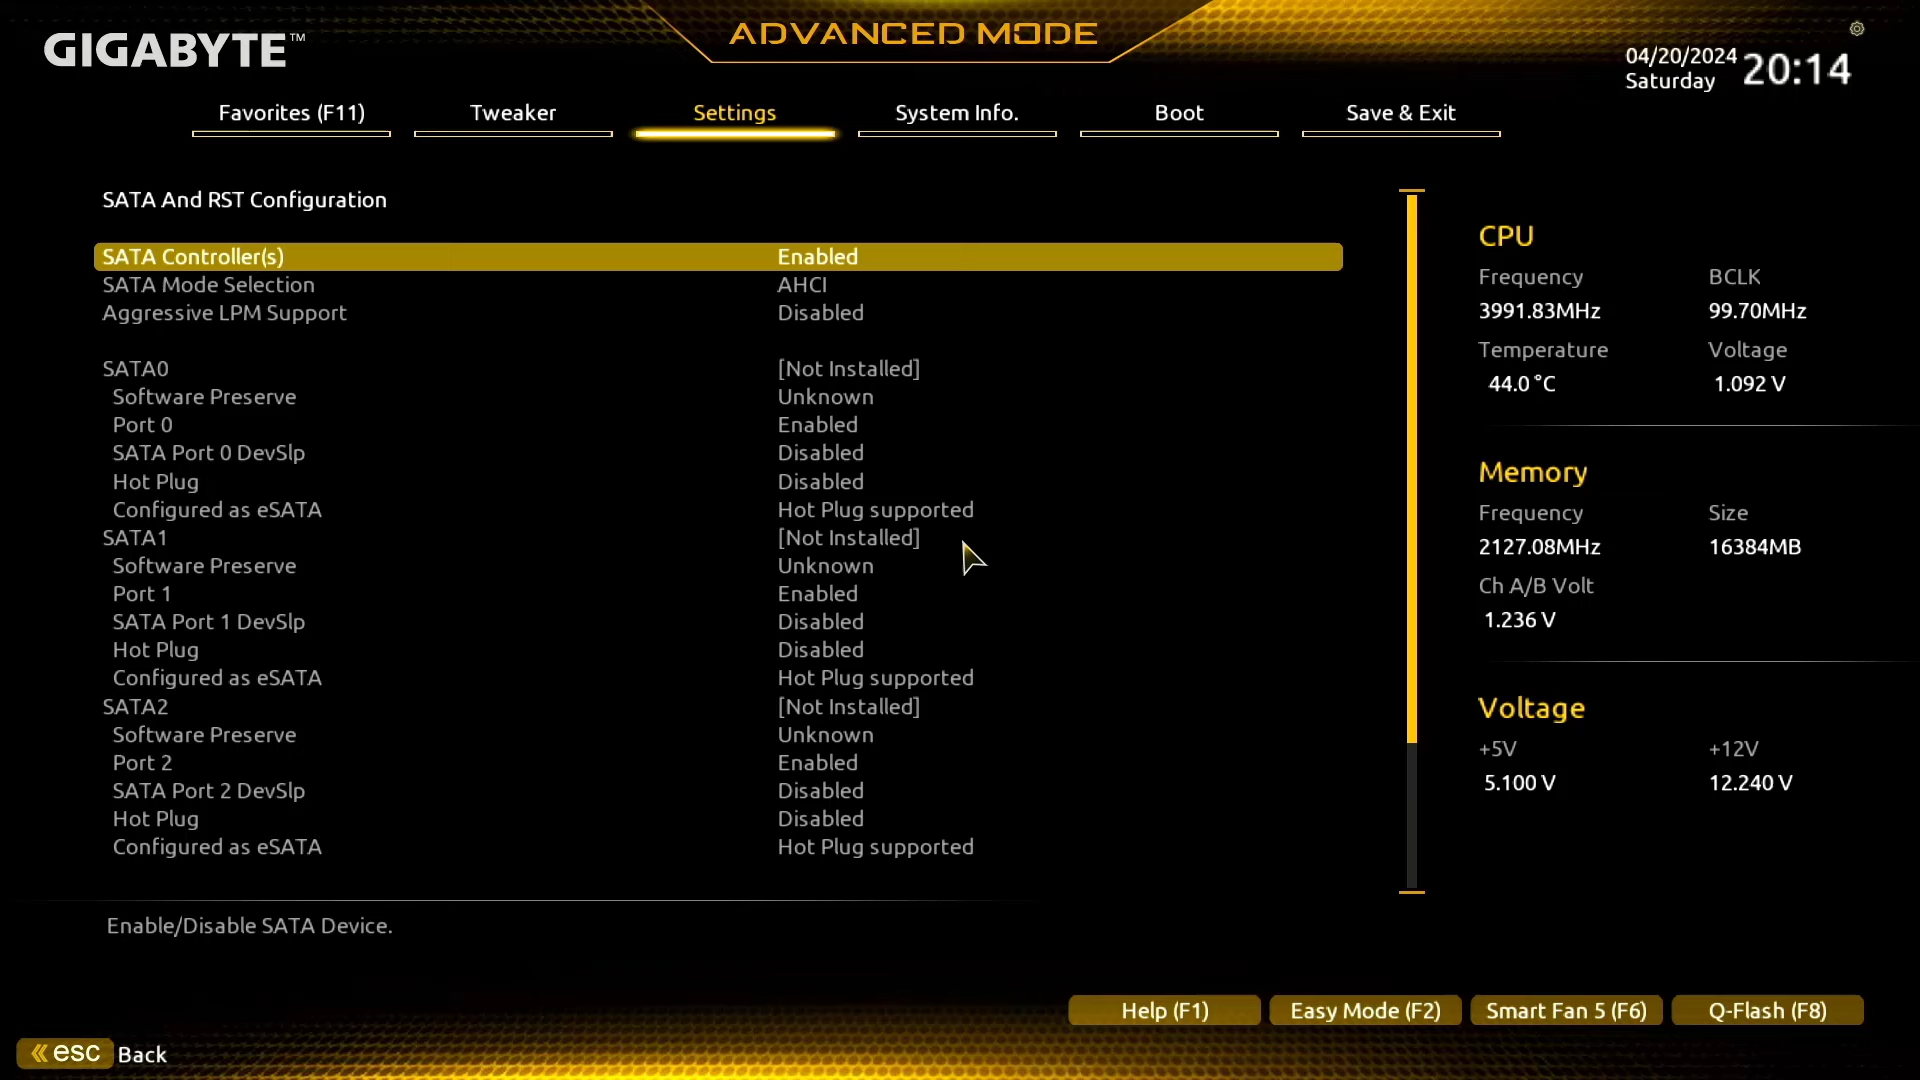 GIGABYTE™
ADVANCED MODE
04/20/2024
Saturday
20:14
Favorites (F11) Tweaker Settings System Info. Boot Save & Exit
SATA And RST Configuration
SATA Controller(s) Enabled
SATA Mode Selection AHCI
Aggressive LPM Support Disabled
SATA0 [Not Installed]
Software Preserve Unknown
Port 0 Enabled
SATA Port 0 DevSlp Disabled
Hot Plug Disabled
Configured as eSATA Hot Plug supported
SATA1 [Not Installed]
Software Preserve Unknown
Port 1 Enabled
SATA Port 1 DevSlp Disabled
Hot Plug Disabled
Configured as eSATA Hot Plug supported
SATA2 [Not Installed]
Software Preserve Unknown
Port 2 Enabled
SATA Port 2 DevSlp Disabled
Hot Plug Disabled
Configured as eSATA Hot Plug supported
CPU
Frequency BCLK
3991.83MHz 99.70MHz
Temperature Voltage
44.0 °C 1.092 V
Memory
Frequency Size
2127.08MHz 16384MB
Ch A/B Volt
1.236 V
Voltage
+5V +12V
5.100 V 12.240 V
Enable/Disable SATA Device.
Help (F1) Easy Mode (F2) Smart Fan 5 (F6) Q-Flash (F8)
esc Back